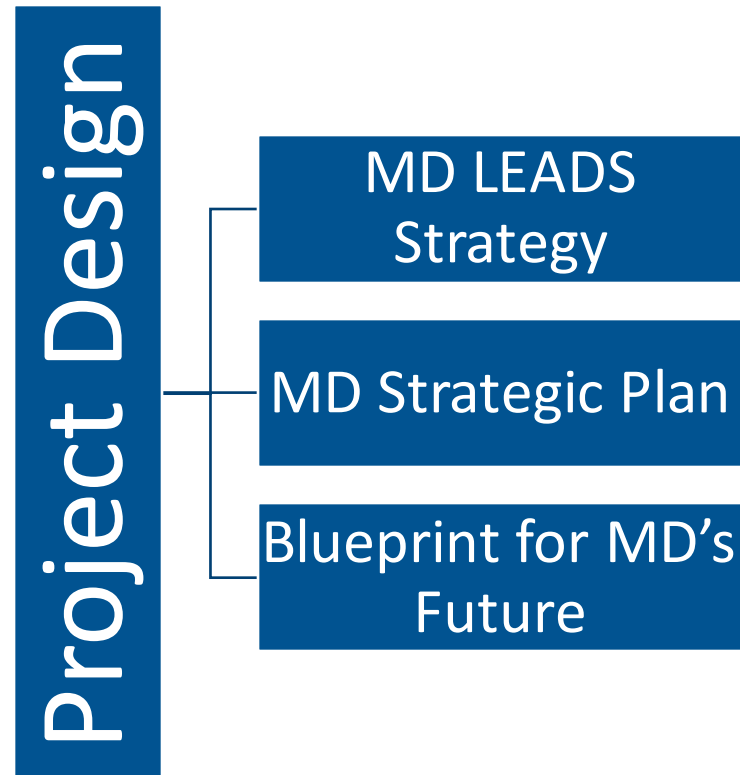 Project Design
MD LEADS
Strategy
MD Strategic Plan
Blueprint for MD’s
Future